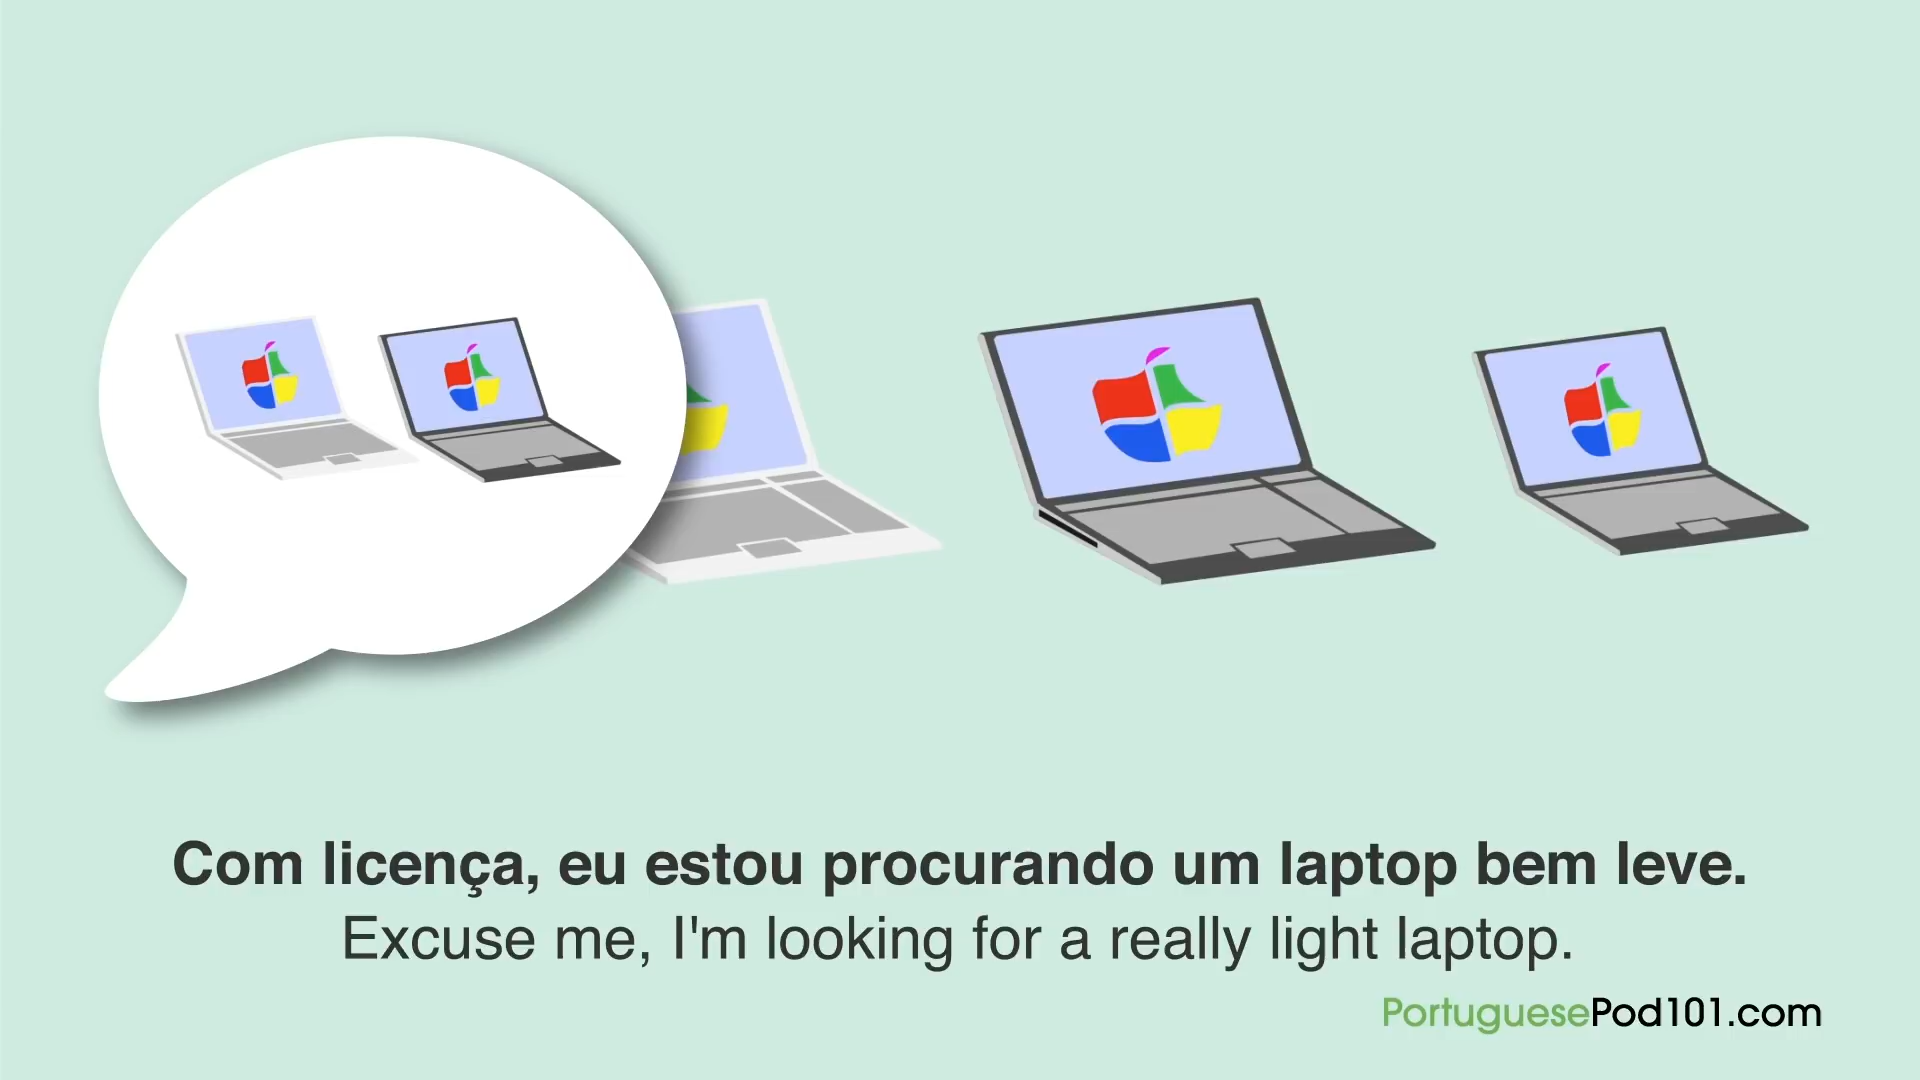 Com licença, eu estou procurando um laptop bem leve.
Excuse me, I'm looking for a really light laptop.
PortuguesePod101.com